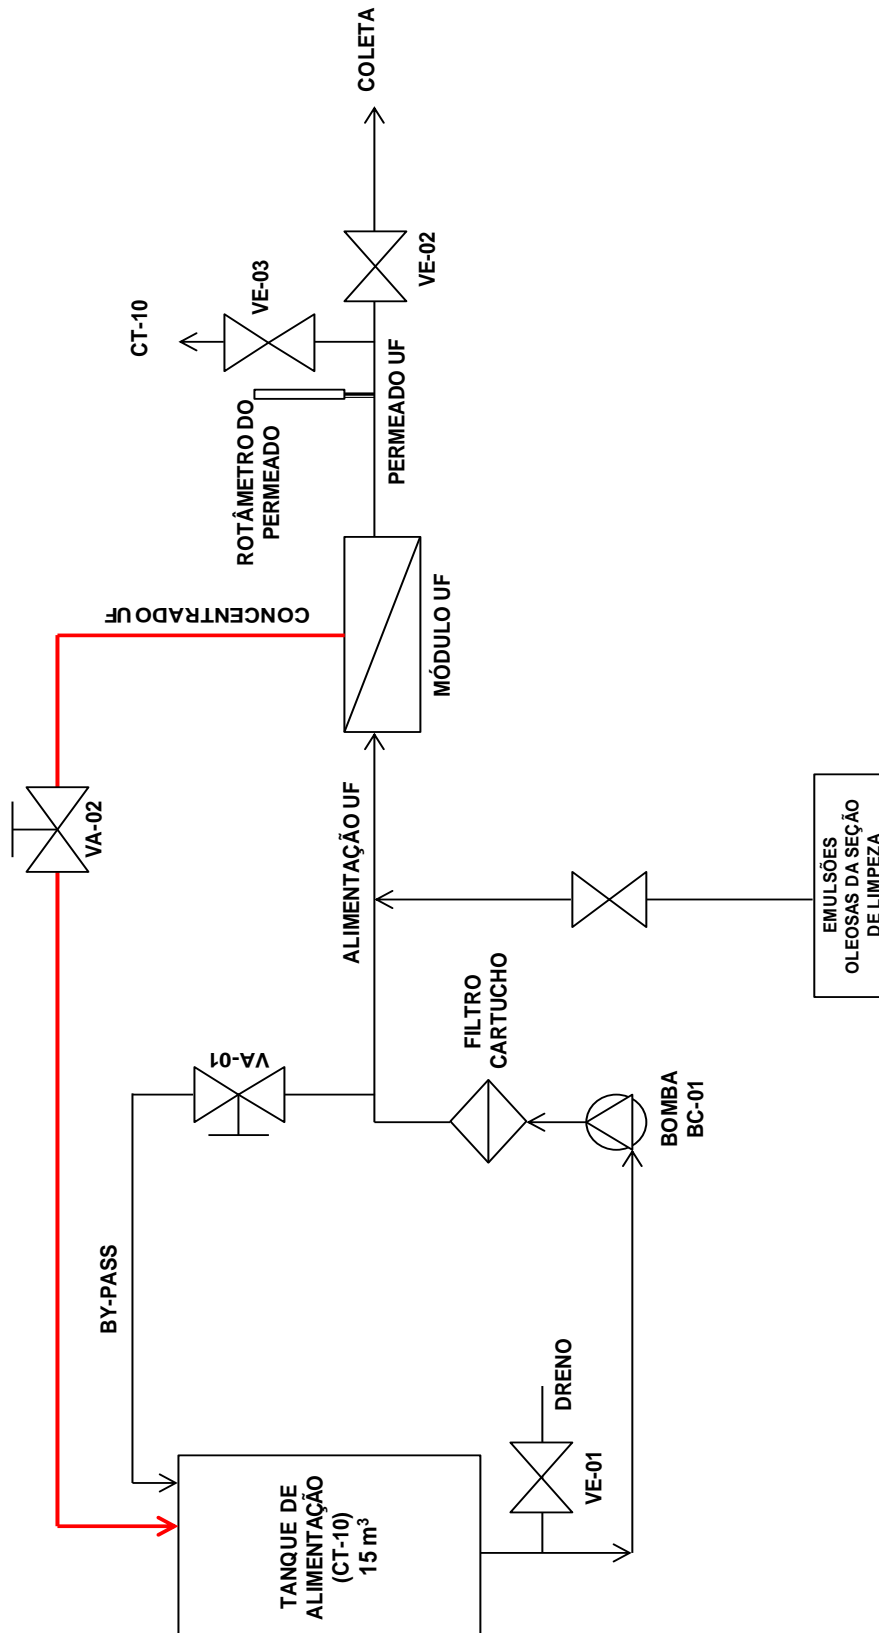 COLETA
CT-10
VE-03
VE-02
ROTÂMETRO DO
PERMEADO
PERMEADO UF
CONCENTRADO UF
MÓDULO UF
VA-02
ALIMENTAÇÃO UF
EMULSÕES
OLEOSAS DA SEÇÃO
DE LIMPEZA
FILTRO
CARTUCHO
VA-01
BOMBA
BC-01
BY-PASS
DRENO
VE-01
TANQUE DE
ALIMENTAÇÃO
(CT-10)
15 m³